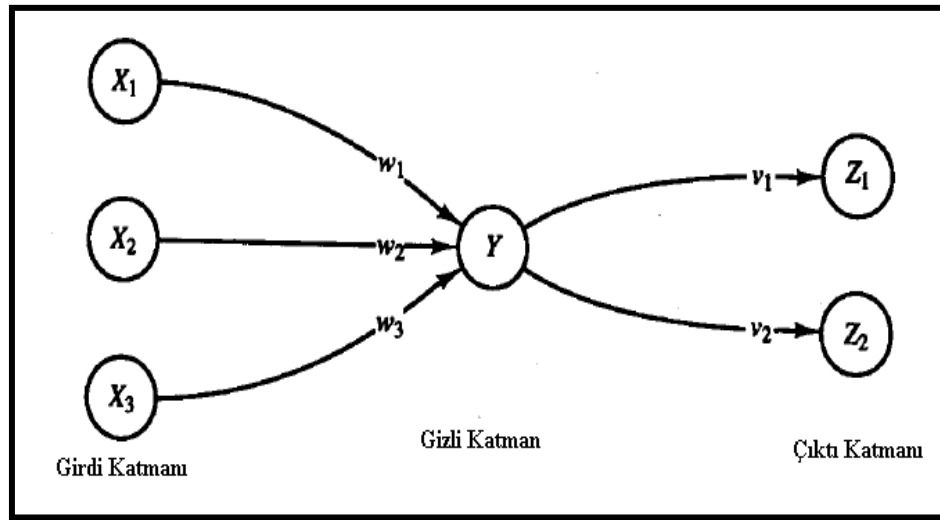 X1
w1
X2
w2
X3
w3
Y
v1
Z1
v2
Z2
Girdi Katmanı
Gizli Katman
Çıktı Katmanı